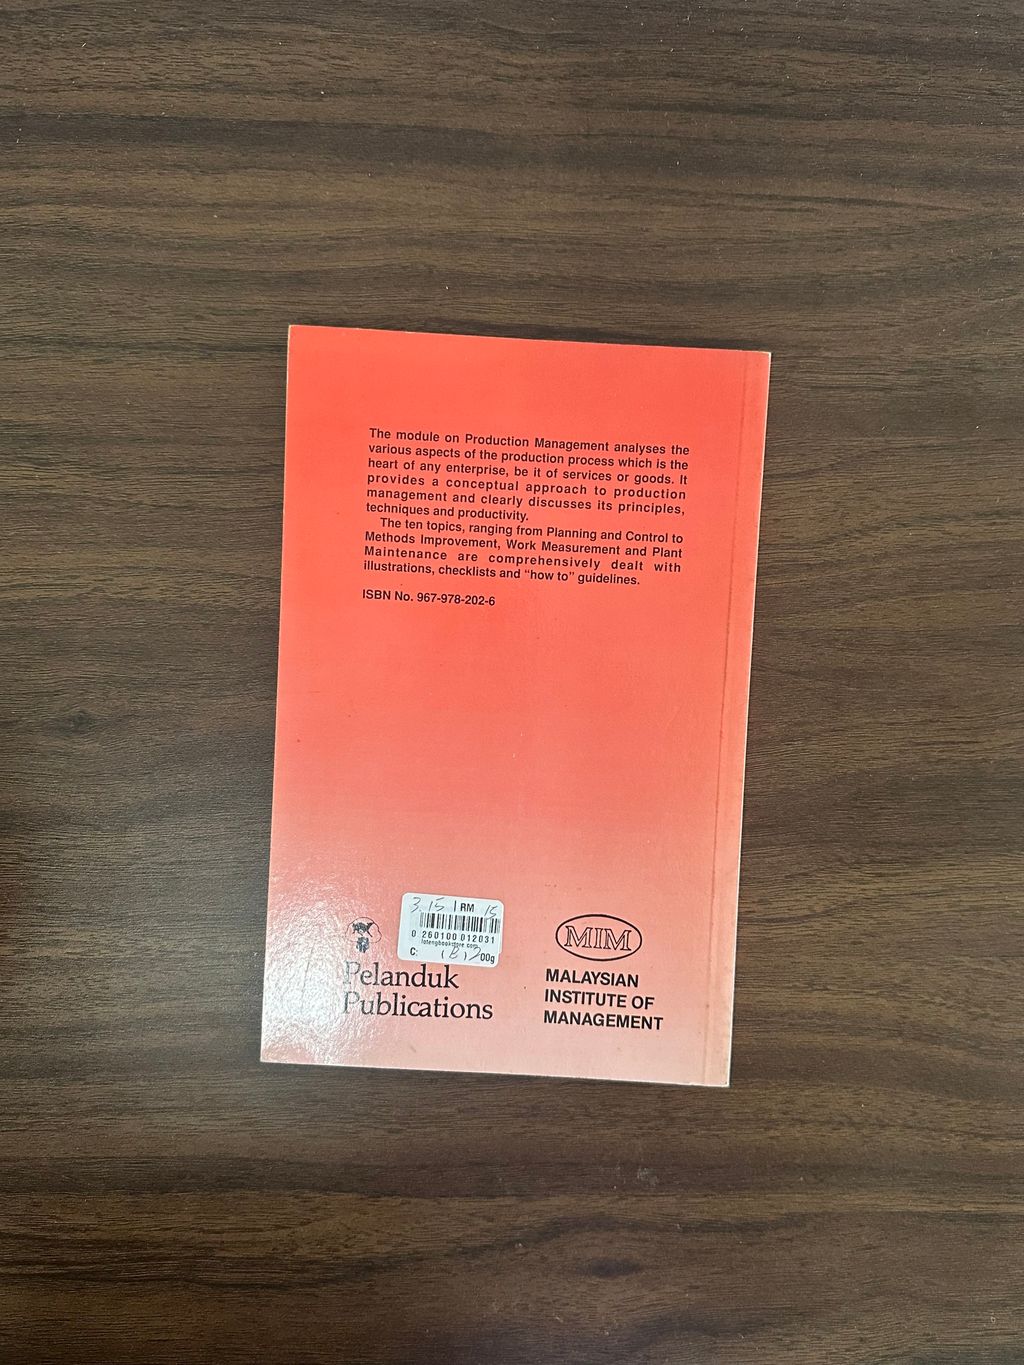 The module on Production Management analyses the
various aspects of the production process which is the
heart of any enterprise, be it of services or goods. It
provides a conceptual approach to production
management and clearly discusses its principles,
techniques and productivity.
The ten topics, ranging from Planning and Control to
Methods Improvement, Work Measurement and Plant
Maintenance are comprehensively dealt with
illustrations, checklists and “how to” guidelines.
ISBN No. 967-978-202-6
3.15 RM 15
0 260100 012031
C: 00g
Pelanduk
Publications
MIM
MALAYSIAN
INSTITUTE OF
MANAGEMENT